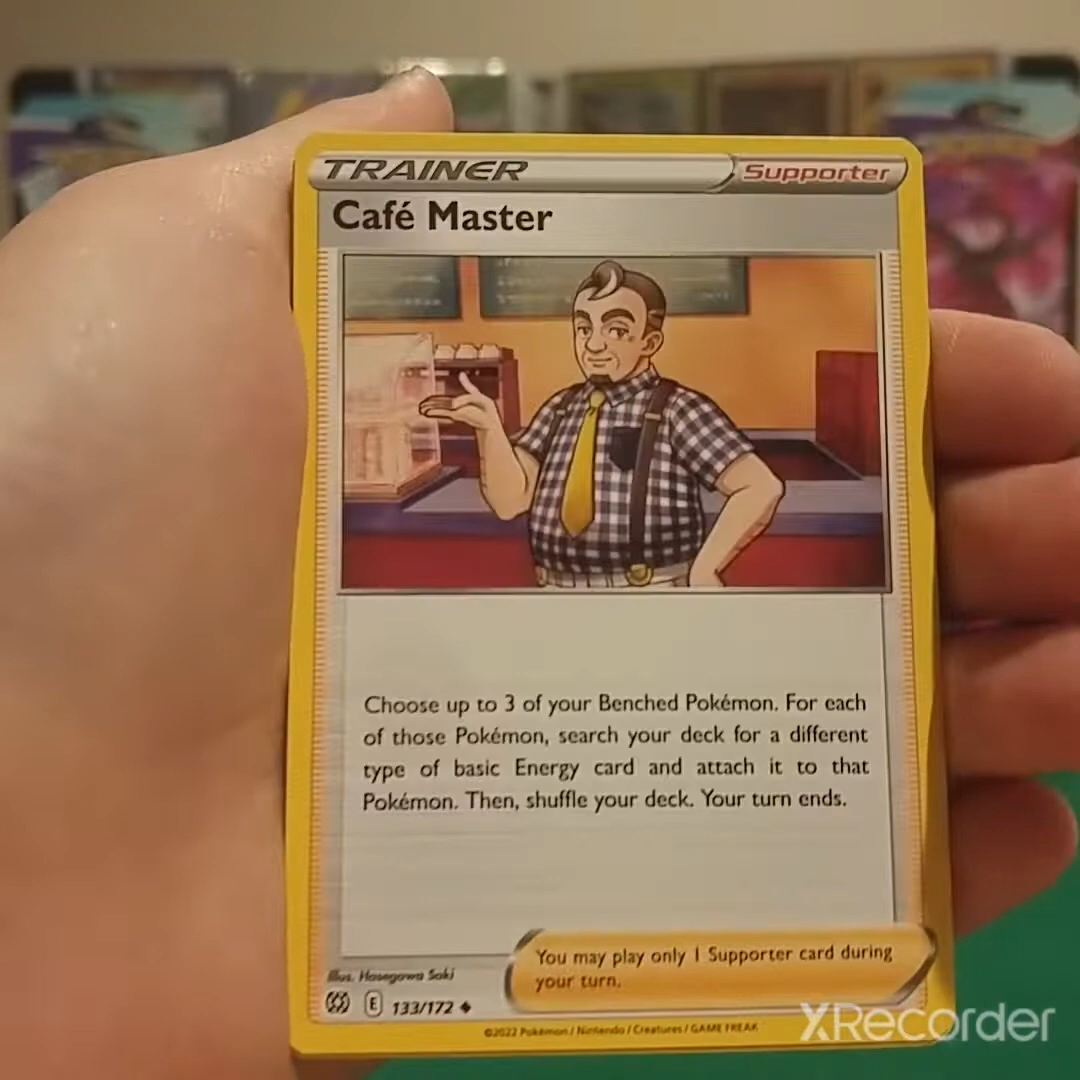 TRAINER
Supporter
Café Master
Choose up to 3 of your Benched Pokémon. For each
of those Pokémon, search your deck for a different
type of basic Energy card and attach it to that
Pokémon. Then, shuffle your deck. Your turn ends.
You may play only 1 Supporter card during
your turn.
Illus. Hasegawa Saki
E 133/172
©2022 Pokémon / Nintendo / Creatures / GAME FREAK
XRecorder